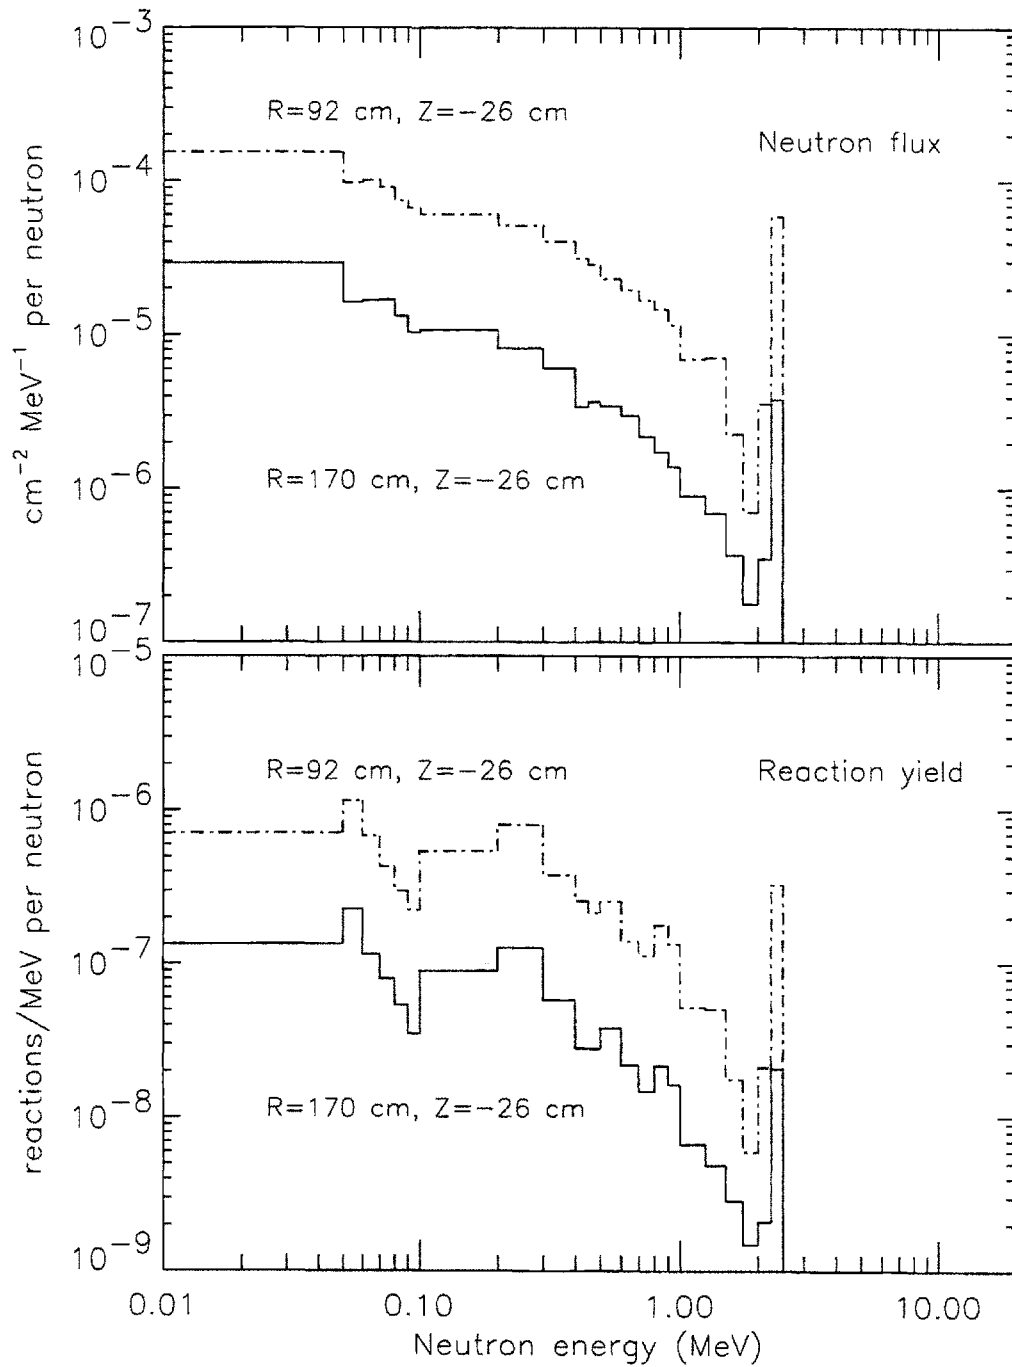 10−3
R=92 cm, Z=−26 cm
Neutron flux
10−4
10−5
R=170 cm, Z=−26 cm
10−6
10−7
cm−2 MeV−1 per neutron
10−5
R=92 cm, Z=−26 cm
Reaction yield
10−6
10−7
R=170 cm, Z=−26 cm
10−8
10−9
reactions/MeV per neutron
0.01 0.10 1.00 10.00
Neutron energy (MeV)